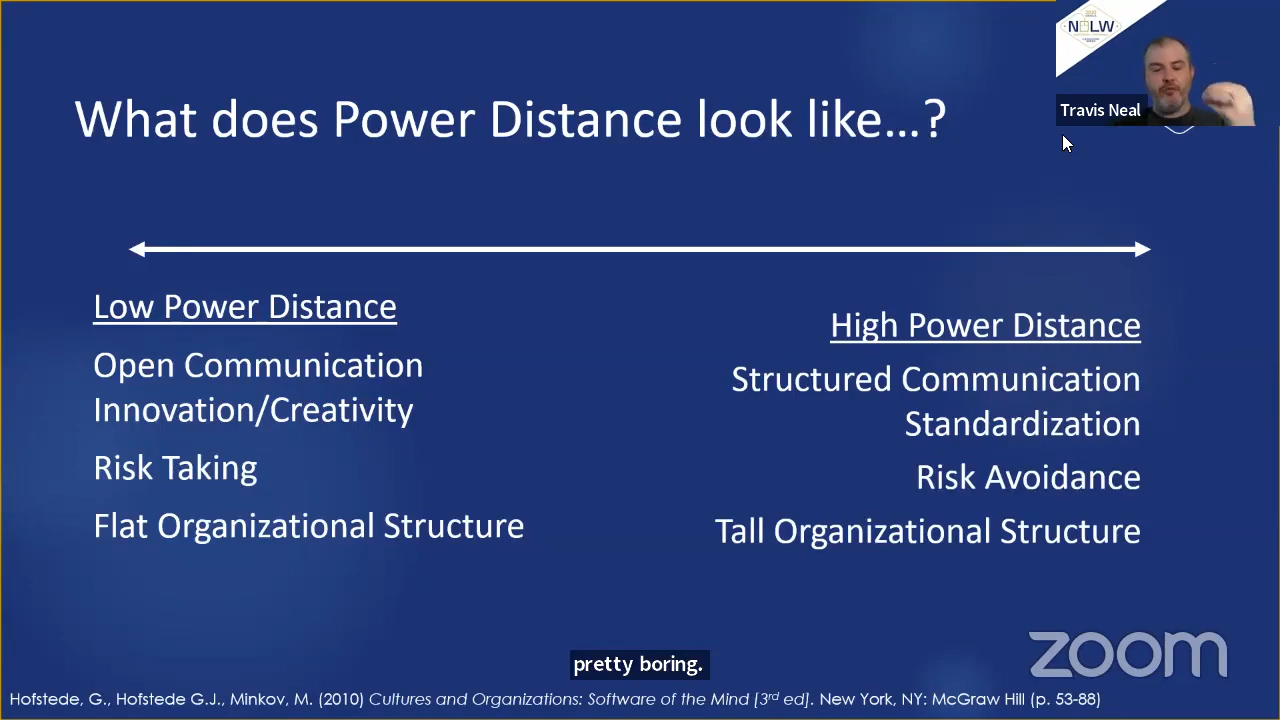 NOLW
What does Power Distance look like...?
Travis Neal
Low Power Distance
Open Communication
Innovation/Creativity
Risk Taking
Flat Organizational Structure
High Power Distance
Structured Communication
Standardization
Risk Avoidance
Tall Organizational Structure
pretty boring.
zoom
Hofstede, G., Hofstede G.J., Minkov, M. (2010) Cultures and Organizations: Software of the Mind [3rd ed]. New York, NY: McGraw Hill (p. 53-88)